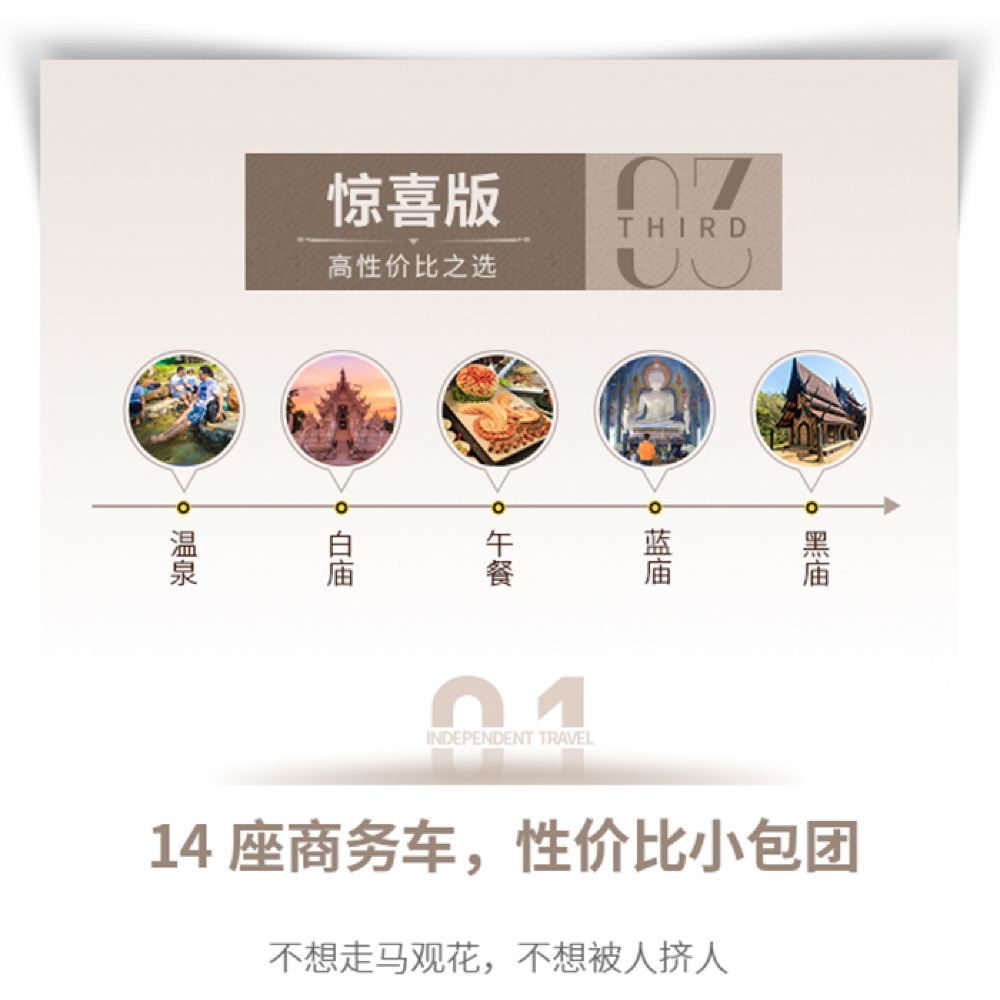 惊喜版
高性价比之选
03
THIRD
温泉
白庙
午餐
蓝庙
黑庙
01
INDEPENDENT TRAVEL
14 座商务车，性价比小包团
不想走马观花，不想被人挤人